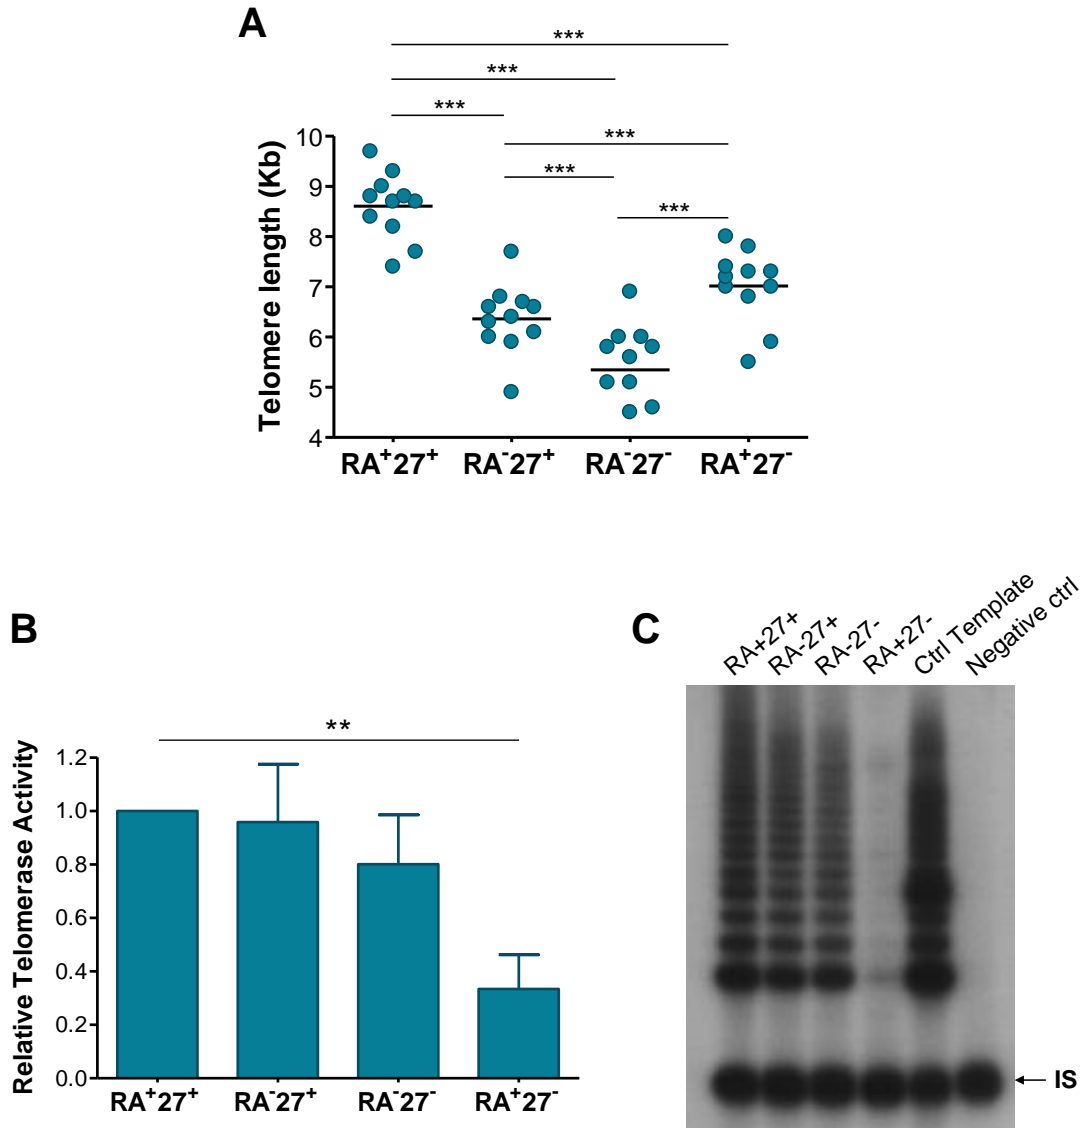 A
***
***
***
***
***
***
Telomere length (Kb)
10
9
8
7
6
5
4
RA⁺27⁺ RA⁻27⁺ RA⁻27⁻ RA⁺27⁻
B
**
Relative Telomerase Activity
1.2
1.0
0.8
0.6
0.4
0.2
0.0
RA⁺27⁺ RA⁻27⁺ RA⁻27⁻ RA⁺27⁻
C
RA+27+
RA-27+
RA-27-
RA+27-
Ctrl Template
Negative ctrl
IS